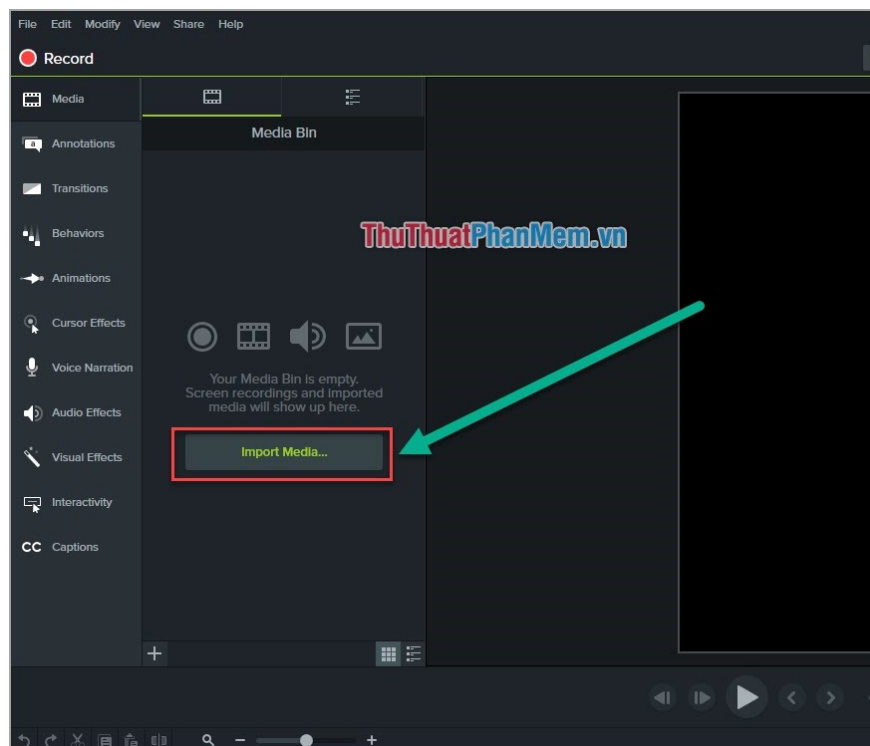 File Edit Modify View Share Help
Record
Media
Media Bin
Annotations
Transitions
Behaviors
ThuThuatPhanMem.vn
Animations
Cursor Effects
Voice Narration
Your Media Bin is empty.
Screen recordings and imported
media will show up here.
Audio Effects
Import Media...
Visual Effects
Interactivity
CC Captions